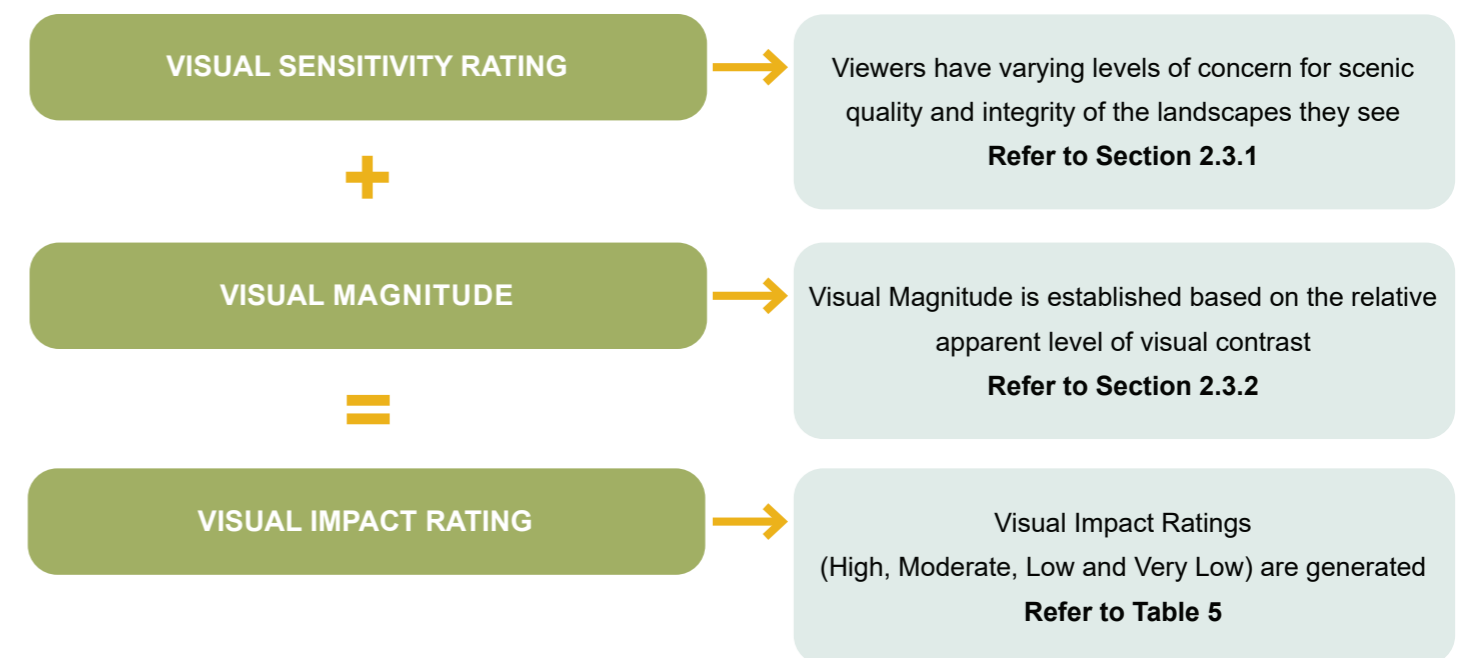 VISUAL SENSITIVITY RATING
Viewers have varying levels of concern for scenic
quality and integrity of the landscapes they see
Refer to Section 2.3.1
+
VISUAL MAGNITUDE
Visual Magnitude is established based on the relative
apparent level of visual contrast
Refer to Section 2.3.2
=
VISUAL IMPACT RATING
Visual Impact Ratings
(High, Moderate, Low and Very Low) are generated
Refer to Table 5